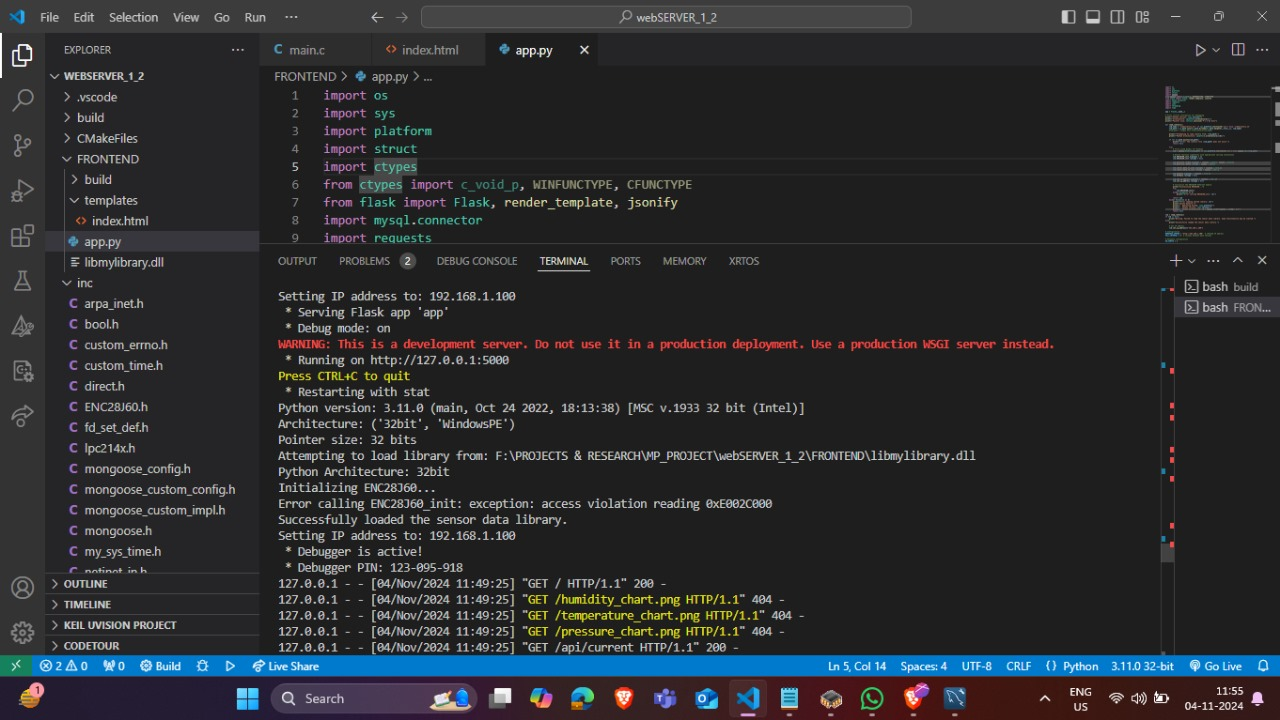 File Edit Selection View Go Run ··· webSERVER_1_2
EXPLORER ···
WEBSERVER_1_2
.vscode
build
CMakeFiles
FRONTEND
build
templates
<> index.html
app.py
libmylibrary.dll
inc
C arpa_inet.h
C bool.h
C custom_errno.h
C custom_time.h
C direct.h
C ENC28J60.h
C fd_set_def.h
C lpc214x.h
C mongoose_config.h
C mongoose_custom_config.h
C mongoose_custom_impl.h
C mongoose.h
C my_sys_time.h
OUTLINE
TIMELINE
KEIL UVISION PROJECT
CODETOUR
C main.c <> index.html app.py
FRONTEND > app.py > ...
1 import os
2 import sys
3 import platform
4 import struct
5 import ctypes
6 from ctypes import c_void_p, WINFUNCTYPE, CFUNCTYPE
7 from flask import Flask, render_template, jsonify
8 import mysql.connector
9 import requests
OUTPUT PROBLEMS 2 DEBUG CONSOLE TERMINAL PORTS MEMORY XRTOS
bash build
bash FRON...
Setting IP address to: 192.168.1.100
* Serving Flask app 'app'
* Debug mode: on
WARNING: This is a development server. Do not use it in a production deployment. Use a production WSGI server instead.
* Running on http://127.0.0.1:5000
Press CTRL+C to quit
* Restarting with stat
Python version: 3.11.0 (main, Oct 24 2022, 18:13:38) [MSC v.1933 32 bit (Intel)]
Architecture: ('32bit', 'WindowsPE')
Pointer size: 32 bits
Attempting to load library from: F:\PROJECTS & RESEARCH\MP_PROJECT\webSERVER_1_2\FRONTEND\libmylibrary.dll
Python Architecture: 32bit
Initializing ENC28J60...
Error calling ENC28J60_init: exception: access violation reading 0xE002C000
Successfully loaded the sensor data library.
Setting IP address to: 192.168.1.100
* Debugger is active!
* Debugger PIN: 123-095-918
127.0.0.1 - - [04/Nov/2024 11:49:25] "GET / HTTP/1.1" 200 -
127.0.0.1 - - [04/Nov/2024 11:49:25] "GET /humidity_chart.png HTTP/1.1" 404 -
127.0.0.1 - - [04/Nov/2024 11:49:25] "GET /temperature_chart.png HTTP/1.1" 404 -
127.0.0.1 - - [04/Nov/2024 11:49:25] "GET /pressure_chart.png HTTP/1.1" 404 -
127.0.0.1 - - [04/Nov/2024 11:49:25] "GET /api/current HTTP/1.1" 200 -
2 0 0 Build Live Share Ln 5, Col 14 Spaces: 4 UTF-8 CRLF {} Python 3.11.0 32-bit Go Live
1 Search ENG US 11:55 04-11-2024